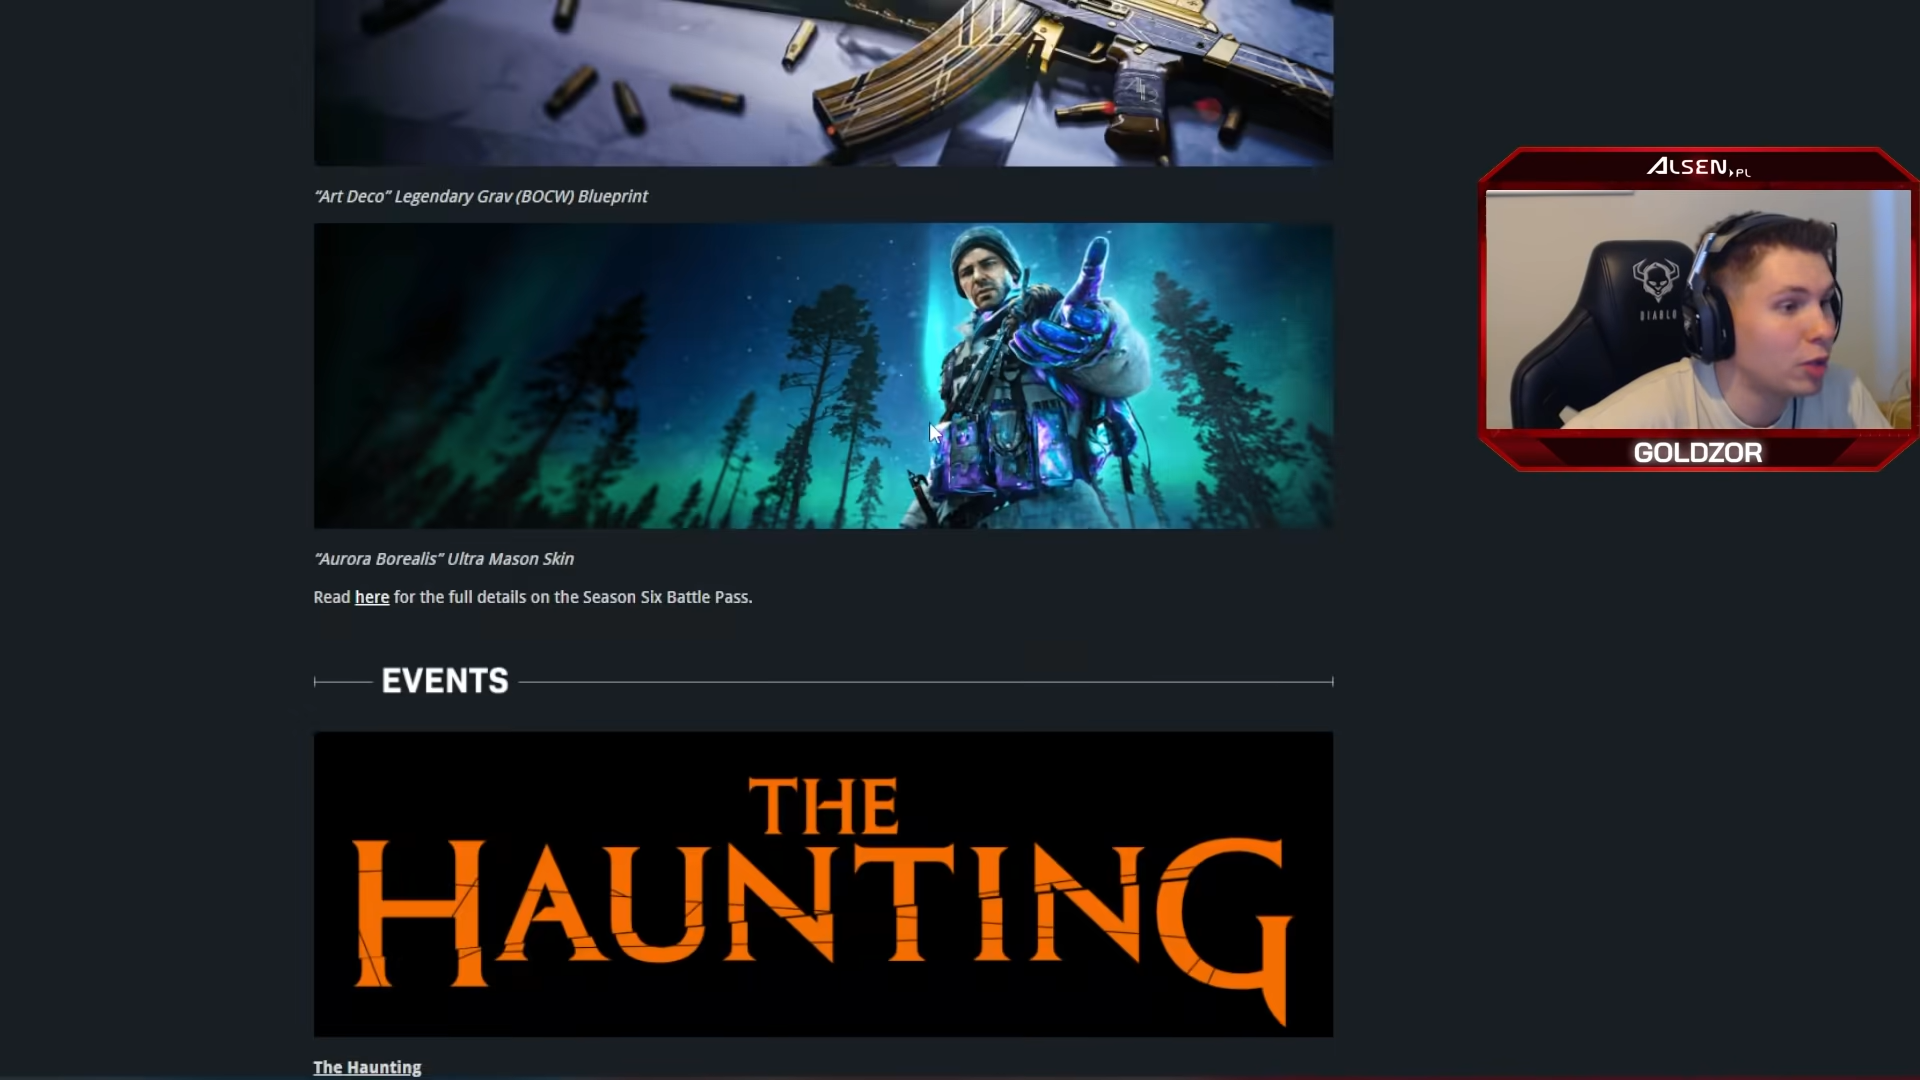 “Art Deco” Legendary Grav (BOCW) Blueprint
“Aurora Borealis” Ultra Mason Skin
Read here for the full details on the Season Six Battle Pass.
EVENTS
THE
HAUNTING
The Haunting
ALSEN.PL
DIABLO
GOLDZOR